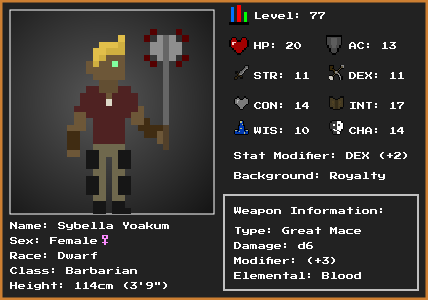 Level: 77
HP: 20
AC: 13
STR: 11
DEX: 11
CON: 14
INT: 17
WIS: 10
CHA: 14
Stat Modifier: DEX (+2)
Background: Royalty
Name: Sybella Yoakum
Sex: Female♀
Race: Dwarf
Class: Barbarian
Height: 114cm (3'9")
Weapon Information:
Type: Great Mace
Damage: d6
Modifier: (+3)
Elemental: Blood